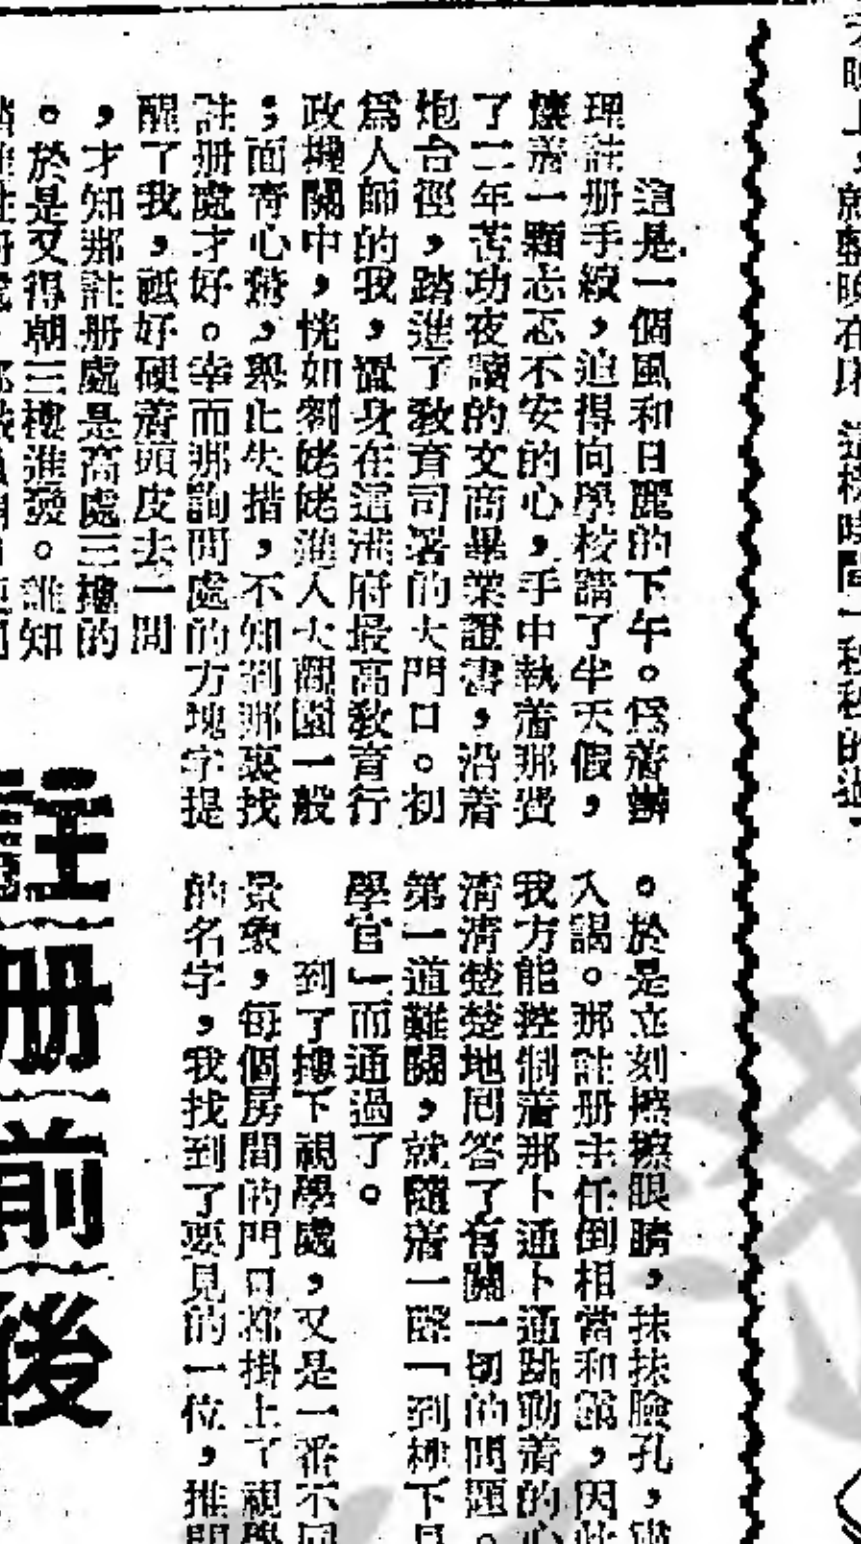 這是一個風和日麗的下午。爲着辦
理註册手續，迫得向學校請了半天假，
懷着一顆忐忑不安的心，手中執着那費
了二年苦功夜讀的文商畢業證書，沿着
炮台徑，踏進了敎育司署的大門口。初
爲人師的我，置身在這港府最高敎育行
政機關中，恍如劉姥姥進入大觀園一般
；面靑心慌，舉止失措，不知到那裏找
註册處才好。幸而那詢問處的方塊字提
醒了我，祗好硬着頭皮去一問
，才知那註册處是高處三樓的
。於是又得朝三樓進發。誰知
註册前後
。於是立刻擦擦眼睛，抹抹臉孔，
入謁。那註册主任倒相當和藹，因此
我方能控制着那卜通卜通跳動着的心
淸淸楚楚地囘答了有關一切的問題。
第一道難關，就隨着一聲「到樓下見
學官」而通過了。
到了樓下視學處，又是一番不同
景象，每個房間的門口都掛上了視學
的名字，我找到了要見的一位，推開